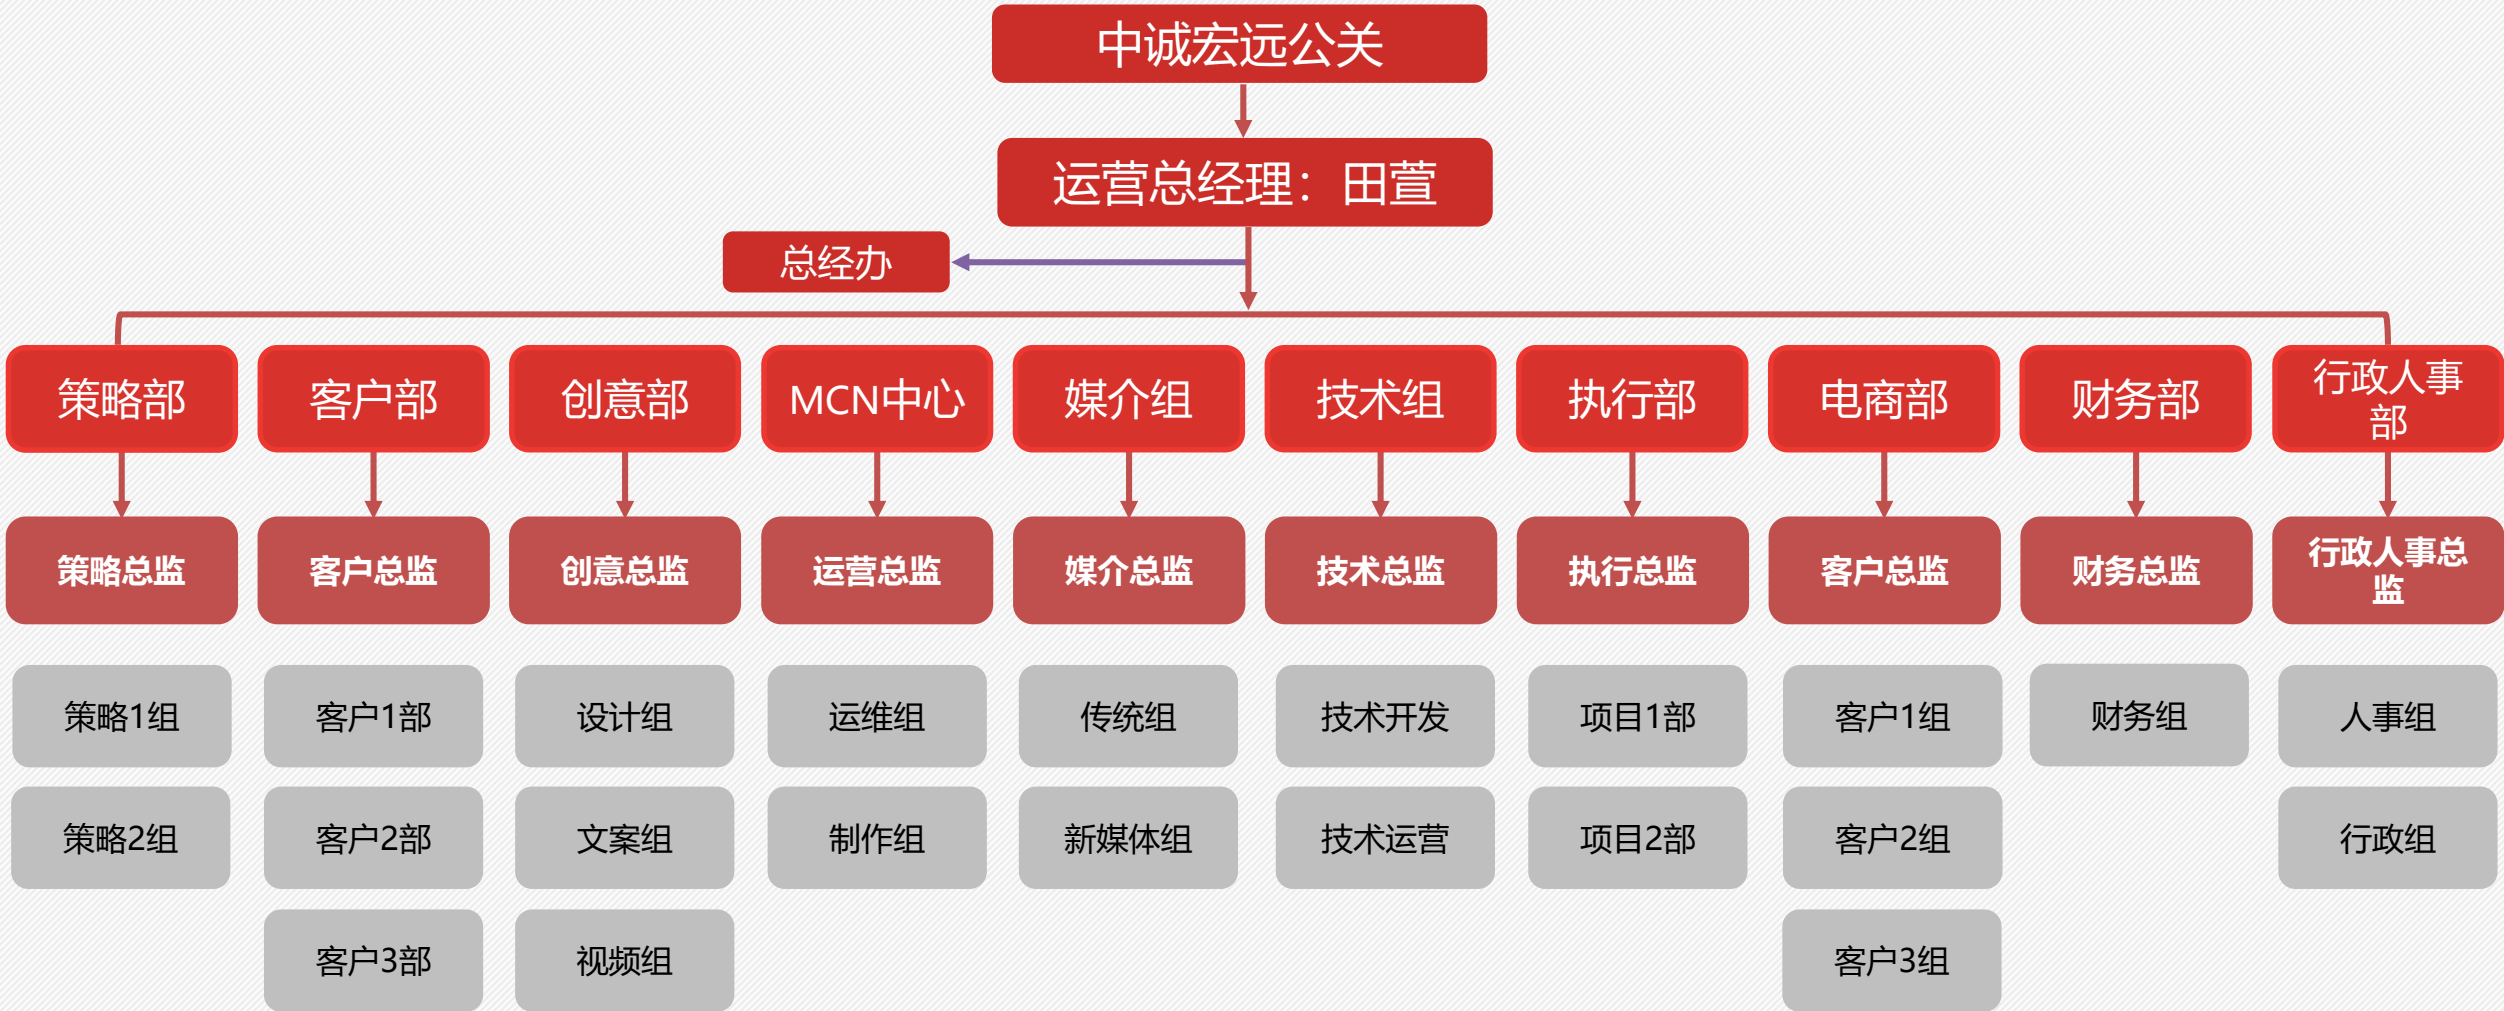 中诚宏远公关
运营总经理：田萱
总经办
策略部
客户部
创意部
MCN中心
媒介组
技术组
执行部
电商部
财务部
行政人事
部
策略总监
客户总监
创意总监
运营总监
媒介总监
技术总监
执行总监
客户总监
财务总监
行政人事总
监
策略1组
客户1部
设计组
运维组
传统组
技术开发
项目1部
客户1组
财务组
人事组
策略2组
客户2部
文案组
制作组
新媒体组
技术运营
项目2部
客户2组
行政组
客户3部
视频组
客户3组